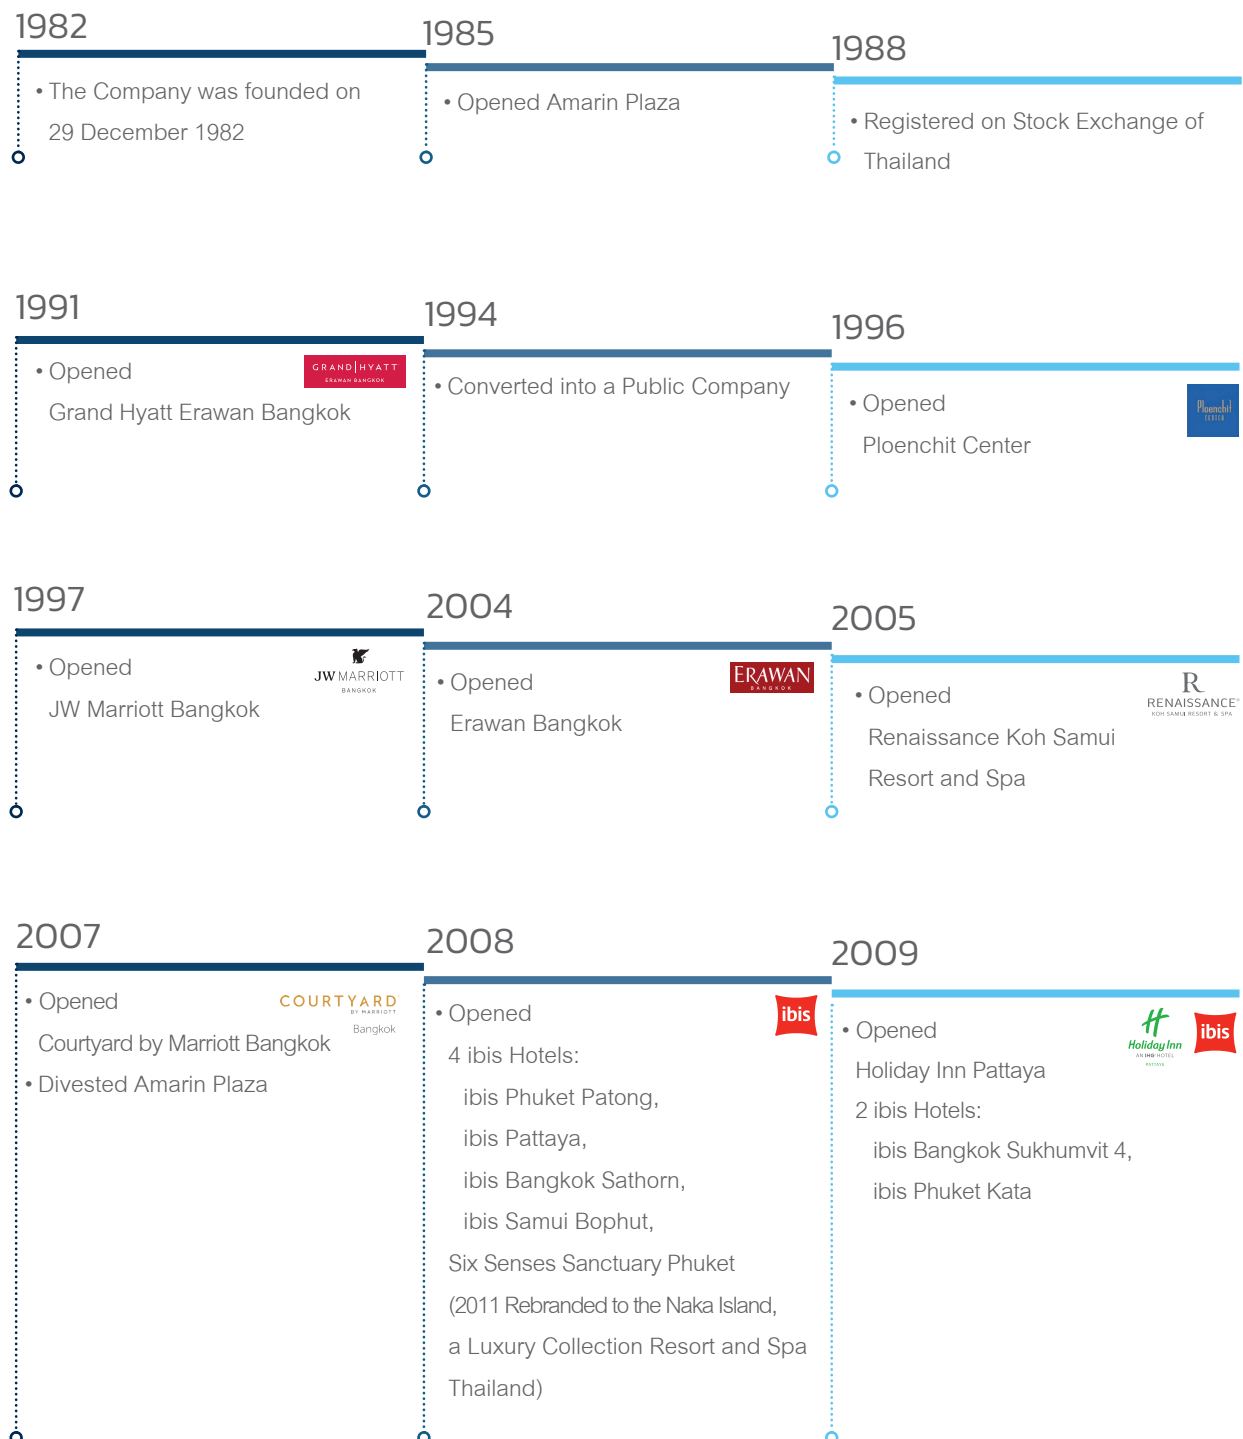 1982
• The Company was founded on
29 December 1982
1985
• Opened Amarin Plaza
1988
• Registered on Stock Exchange of
Thailand
1991
• Opened
Grand Hyatt Erawan Bangkok
GRAND|HYATT
ERAWAN BANGKOK
1994
• Converted into a Public Company
1996
• Opened
Ploenchit Center
Ploenchit
CENTER
1997
• Opened
JW Marriott Bangkok
JW MARRIOTT
BANGKOK
2004
• Opened
Erawan Bangkok
ERAWAN
BANGKOK
2005
• Opened
Renaissance Koh Samui
Resort and Spa
R
RENAISSANCE
KOH SAMUI RESORT & SPA
2007
• Opened
Courtyard by Marriott Bangkok
• Divested Amarin Plaza
COURTYARD
BY MARRIOTT
Bangkok
2008
• Opened
4 ibis Hotels:
ibis Phuket Patong,
ibis Pattaya,
ibis Bangkok Sathorn,
ibis Samui Bophut,
Six Senses Sanctuary Phuket
(2011 Rebranded to the Naka Island,
a Luxury Collection Resort and Spa
Thailand)
ibis
2009
• Opened
Holiday Inn Pattaya
2 ibis Hotels:
ibis Bangkok Sukhumvit 4,
ibis Phuket Kata
H
Holiday Inn
AN IHG HOTEL
PATTAYA
ibis